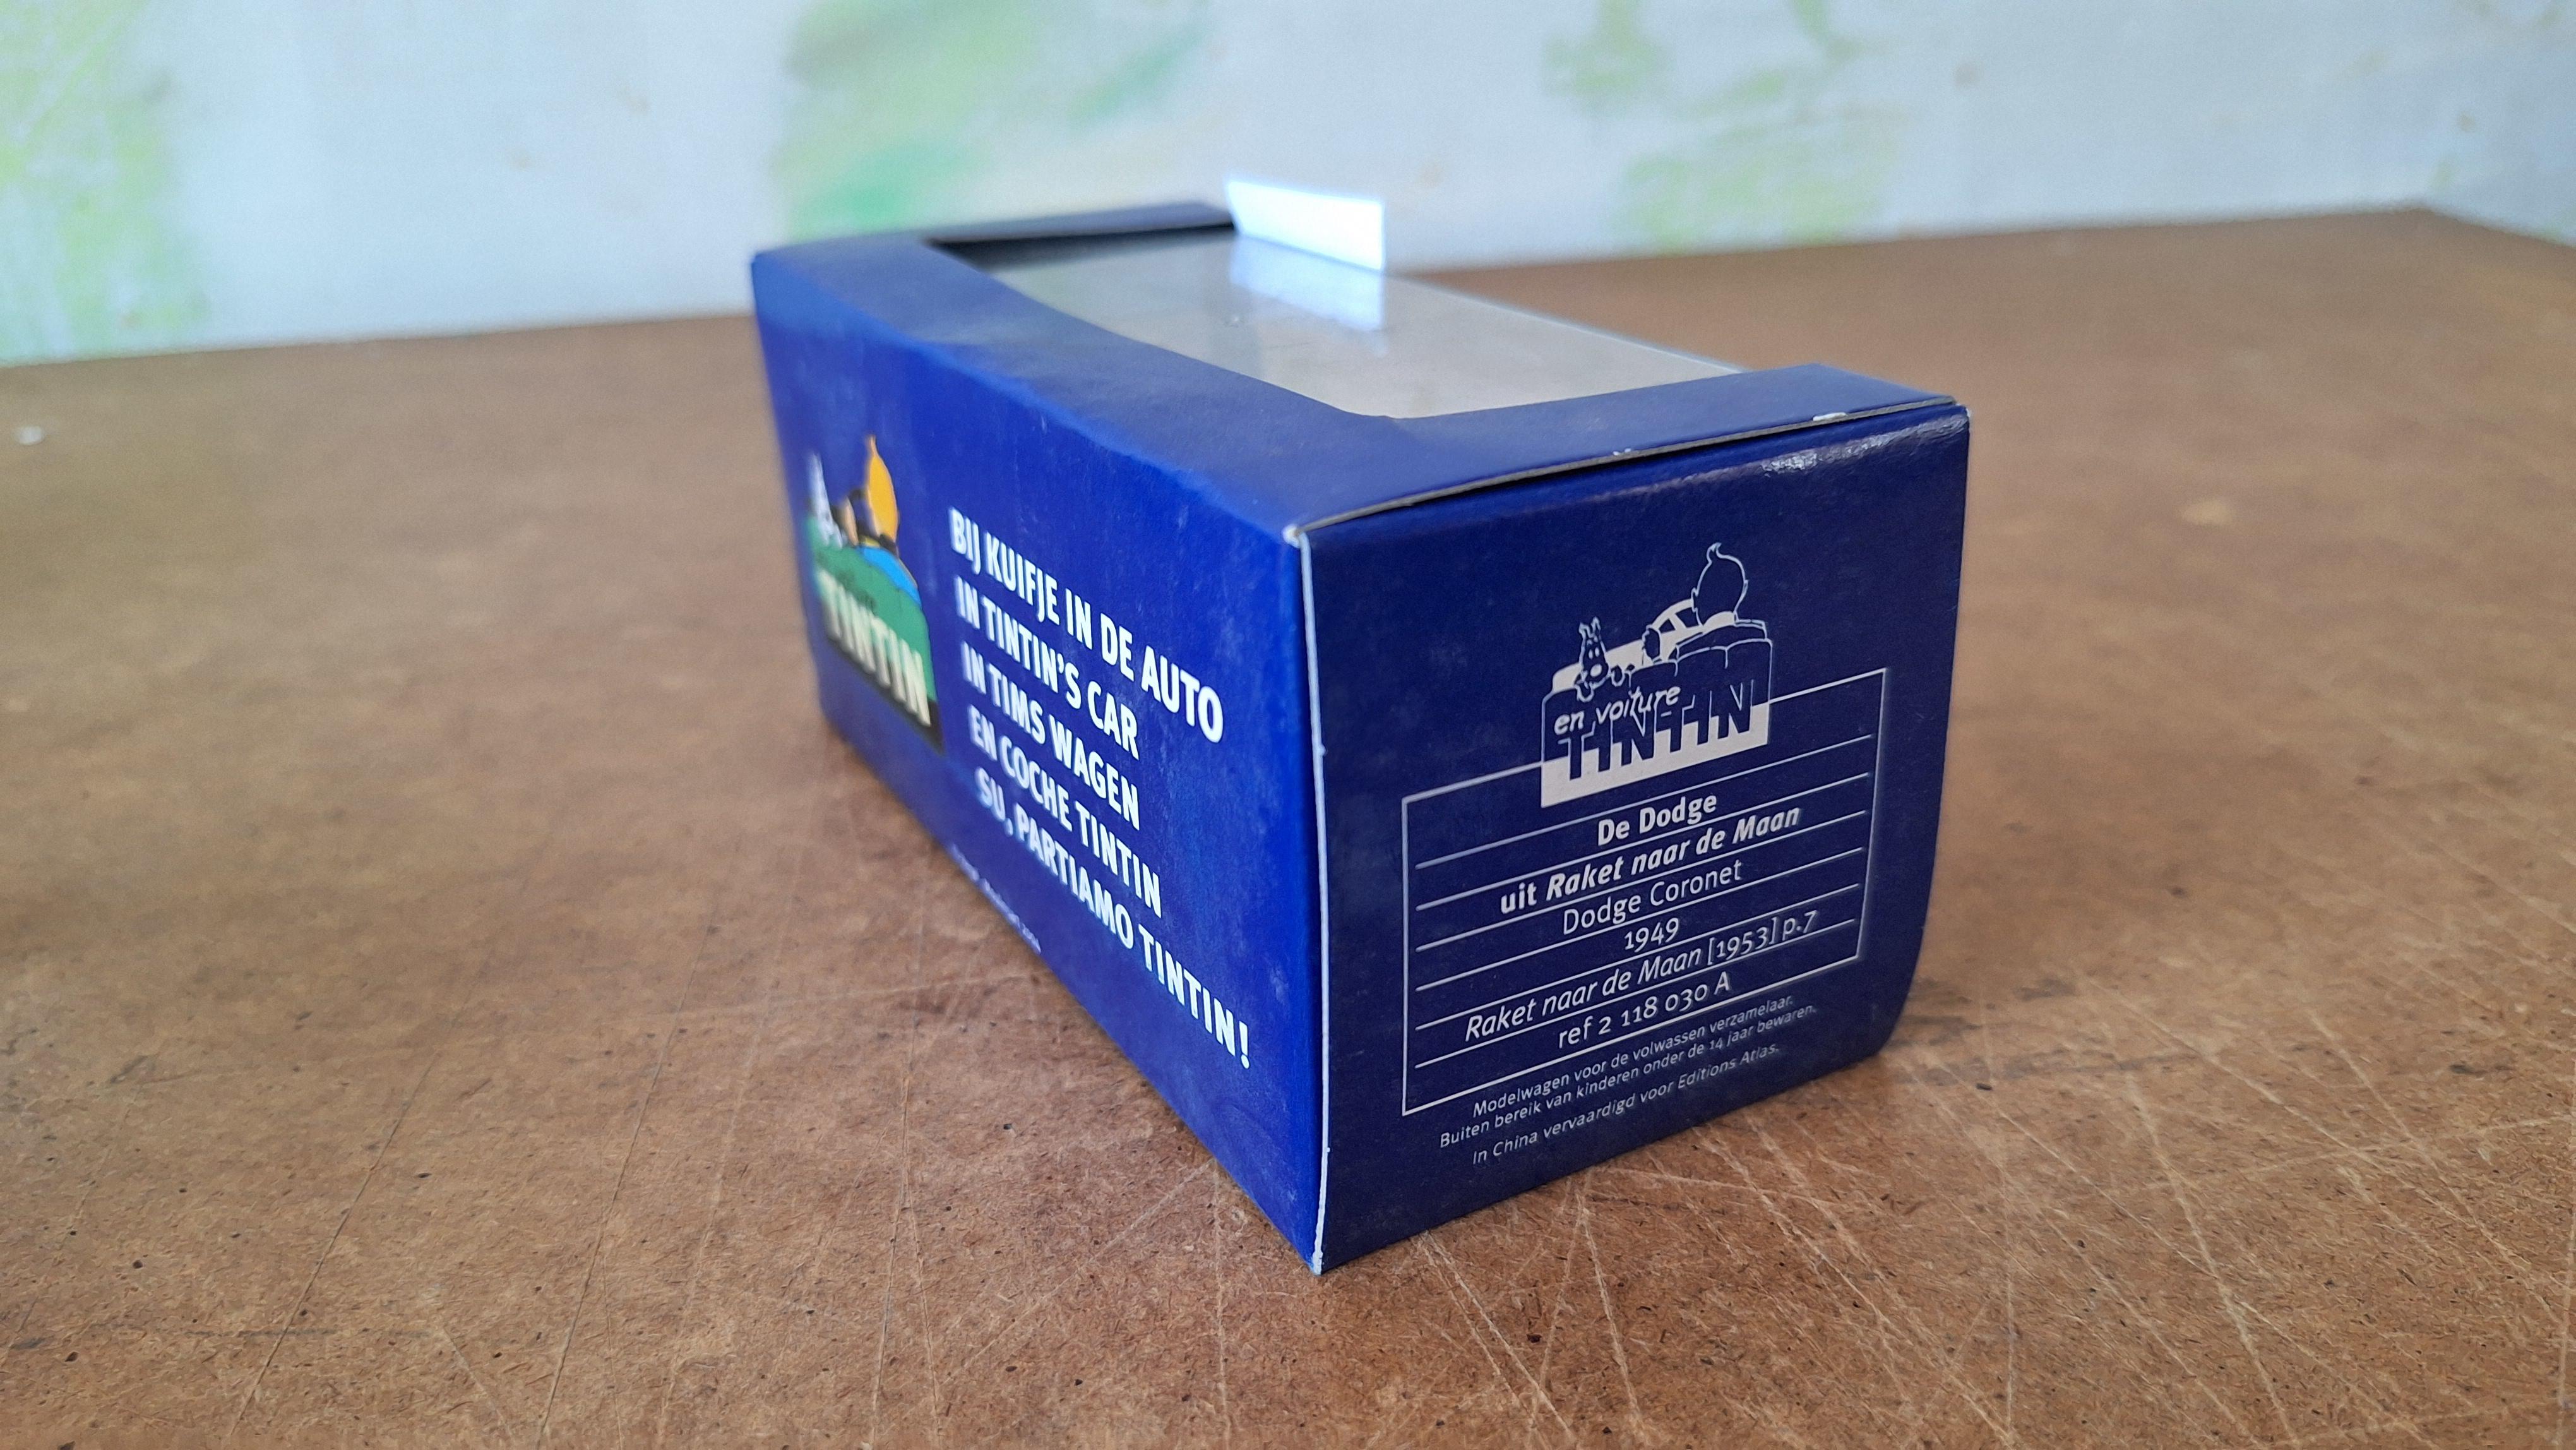 TINTIN
BIJ KUIFJE IN DE AUTO
IN TINTIN'S CAR
IN TIMS WAGEN
EN COCHE TINTIN
SU, PARTIAMO TINTIN!
en voiture
TINTIN
De Dodge
uit Raket naar de Maan
Dodge Coronet
1949
Raket naar de Maan [1953] p.7
ref 2 118 030 A
Modelwagen voor de volwassen verzamelaar.
Buiten bereik van kinderen onder de 14 jaar bewaren.
In China vervaardigd voor Editions Atlas.